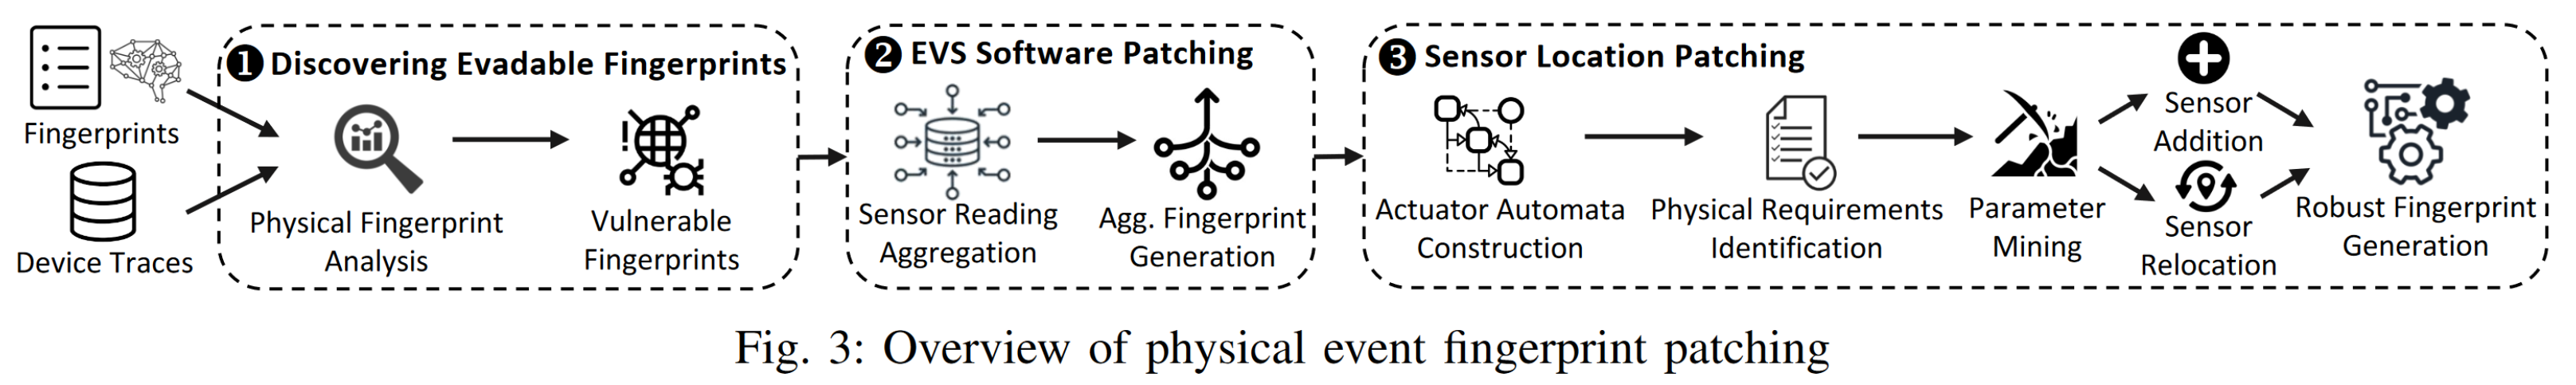 Fingerprints
Device Traces
❶ Discovering Evadable Fingerprints
Physical Fingerprint
Analysis
Vulnerable
Fingerprints
❷ EVS Software Patching
Sensor Reading
Aggregation
Agg. Fingerprint
Generation
❸ Sensor Location Patching
Actuator Automata
Construction
Physical Requirements
Identification
Parameter
Mining
Sensor
Addition
Sensor
Relocation
Robust Fingerprint
Generation
Fig. 3: Overview of physical event fingerprint patching